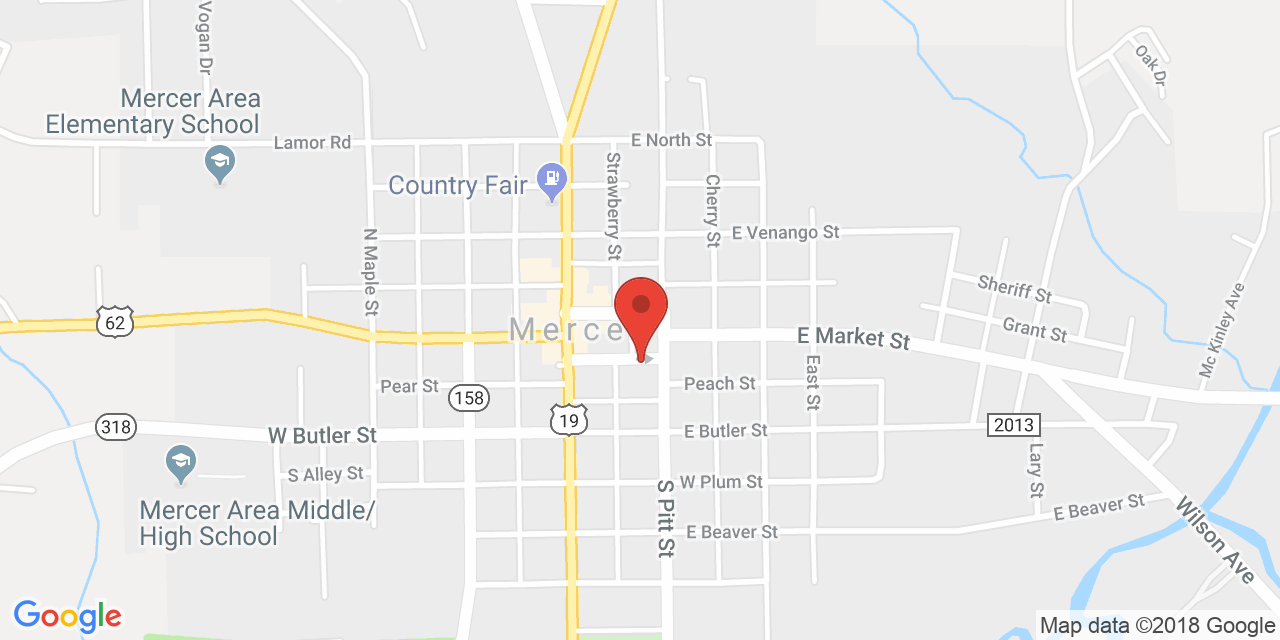 Vogan Dr
Oak Dr
Mercer Area
Elementary School
Lamor Rd
E North St
Strawberry St
Country Fair
Cherry St
N Maple St
E Venango St
Sheriff St
62
Grant St
Mc Kinley Ave
Merce
E Market St
Pear St
158
Peach St
East St
318
19
W Butler St
E Butler St
2013
S Alley St
Lary St
W Plum St
Mercer Area Middle/
High School
S Pitt St
E Beaver St
E Beaver St
Wilson Ave
Google
Map data ©2018 Google